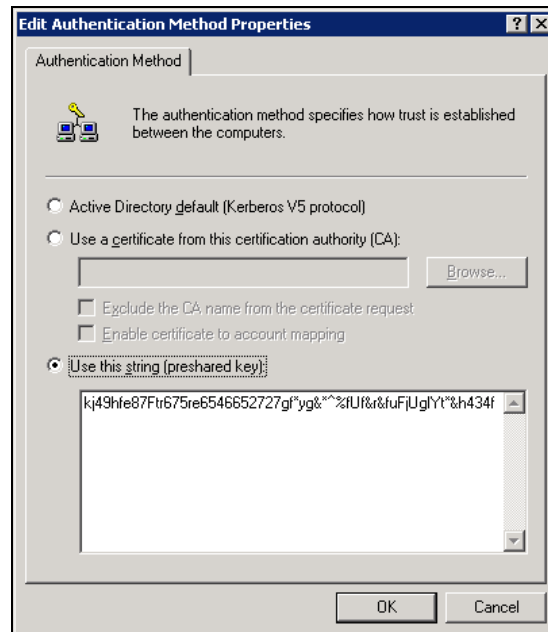 Edit Authentication Method Properties
Authentication Method
The authentication method specifies how trust is established
between the computers.
Active Directory default (Kerberos V5 protocol)
Use a certificate from this certification authority (CA):
Browse...
Exclude the CA name from the certificate request
Enable certificate to account mapping
Use this string (preshared key):
kj49hfe87Ftr675re6546652727gf*yg&*^%fUf&r&fuFjUgIYt*&h434f
OK Cancel